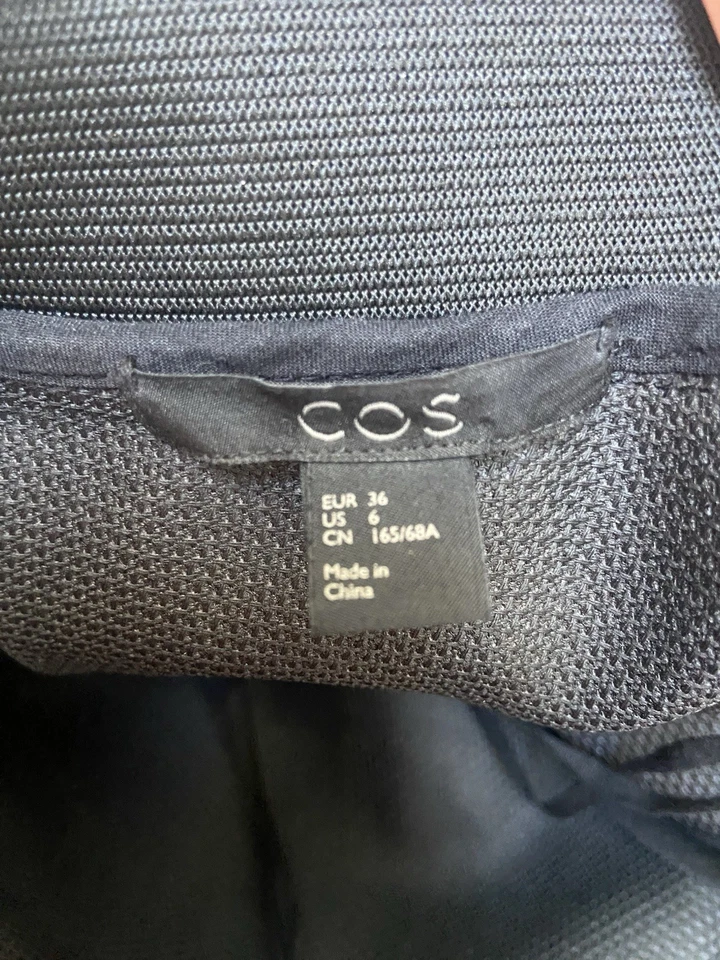 COS
EUR 36
US 6
CN 165/68A
Made in
China